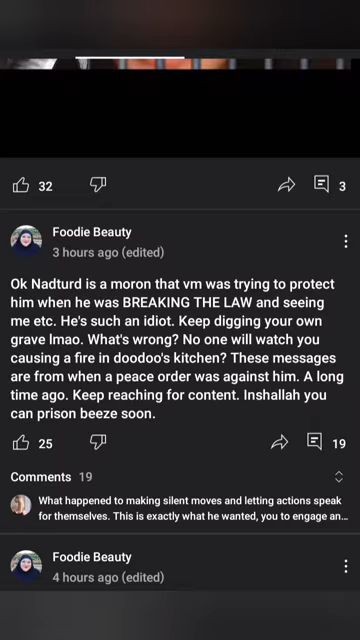 32
3
Foodie Beauty
3 hours ago (edited)
Ok Nadturd is a moron that vm was trying to protect
him when he was BREAKING THE LAW and seeing
me etc. He's such an idiot. Keep digging your own
grave lmao. What's wrong? No one will watch you
causing a fire in doodoo's kitchen? These messages
are from when a peace order was against him. A long
time ago. Keep reaching for content. Inshallah you
can prison beeze soon.
25
19
Comments 19
What happened to making silent moves and letting actions speak
for themselves. This is exactly what he wanted, you to engage an...
Foodie Beauty
4 hours ago (edited)